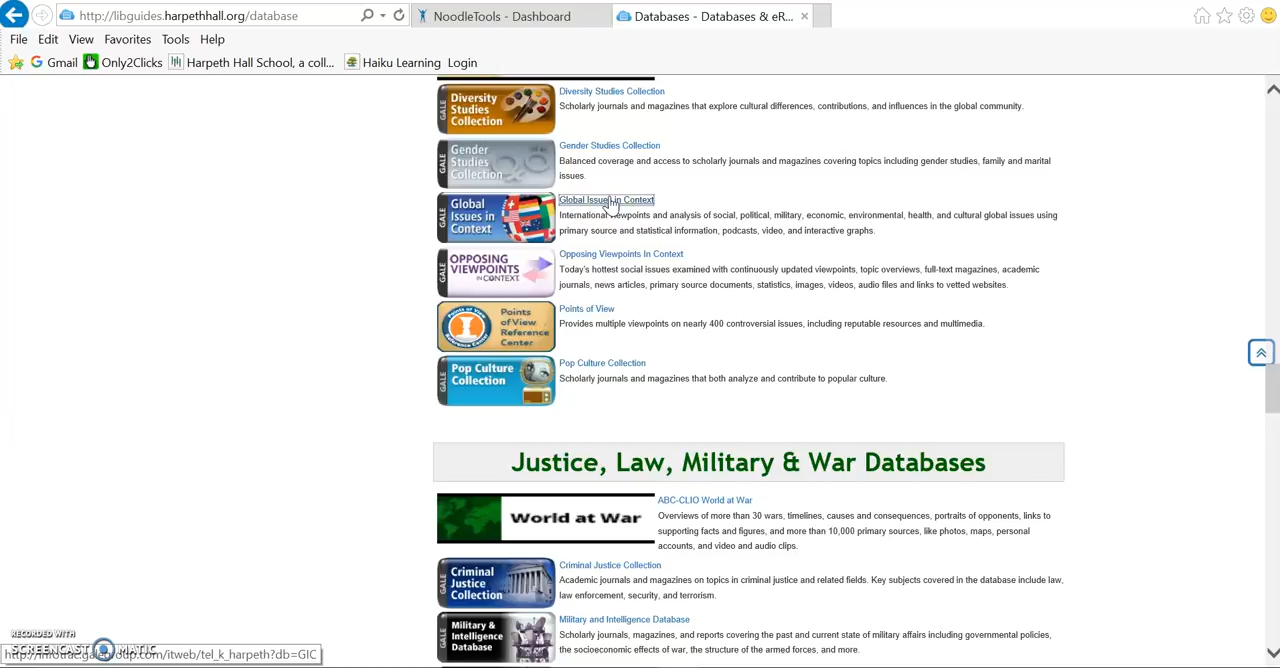 http://libguides.harpethhall.org/database
NoodleTools - Dashboard
Databases - Databases & eR...
File Edit View Favorites Tools Help
Gmail Only2Clicks Harpeth Hall School, a coll... Haiku Learning Login
GALE
Diversity
Studies
Collection
Diversity Studies Collection
Scholarly journals and magazines that explore cultural differences, contributions, and influences in the global community.
GALE
Gender
Studies
Collection
Gender Studies Collection
Balanced coverage and access to scholarly journals and magazines covering topics including gender studies, family and marital
issues.
GALE
Global
Issues in
Context
Global Issues in Context
International viewpoints and analysis of social, political, military, economic, environmental, health, and cultural global issues using
primary source and statistical information, podcasts, video, and interactive graphs.
GALE
OPPOSING
VIEWPOINTS
IN CONTEXT
Opposing Viewpoints In Context
Today's hottest social issues examined with continuously updated viewpoints, topic overviews, full-text magazines, academic
journals, news articles, primary source documents, statistics, images, videos, audio files and links to vetted websites.
Points of View
Points
of View
Reference
Center
Points of View
Provides multiple viewpoints on nearly 400 controversial issues, including reputable resources and multimedia.
GALE
Pop Culture
Collection
Pop Culture Collection
Scholarly journals and magazines that both analyze and contribute to popular culture.
Justice, Law, Military & War Databases
World at War
ABC-CLIO World at War
Overviews of more than 30 wars, timelines, causes and consequences, portraits of opponents, links to
supporting facts and figures, and more than 10,000 primary sources, like photos, maps, personal
accounts, and video and audio clips.
GALE
Criminal
Justice
Collection
Criminal Justice Collection
Academic journals and magazines on topics in criminal justice and related fields. Key subjects covered in the database include law,
law enforcement, security, and terrorism.
GALE
Military &
Intelligence
Database
Military and Intelligence Database
Scholarly journals, magazines, and reports covering the past and current state of military affairs including governmental policies,
the socioeconomic effects of war, the structure of the armed forces, and more.
RECORDED WITH
SCREENCAST MATIC
http://infotrac.galegroup.com/itweb/tel_k_harpeth?db=GIC